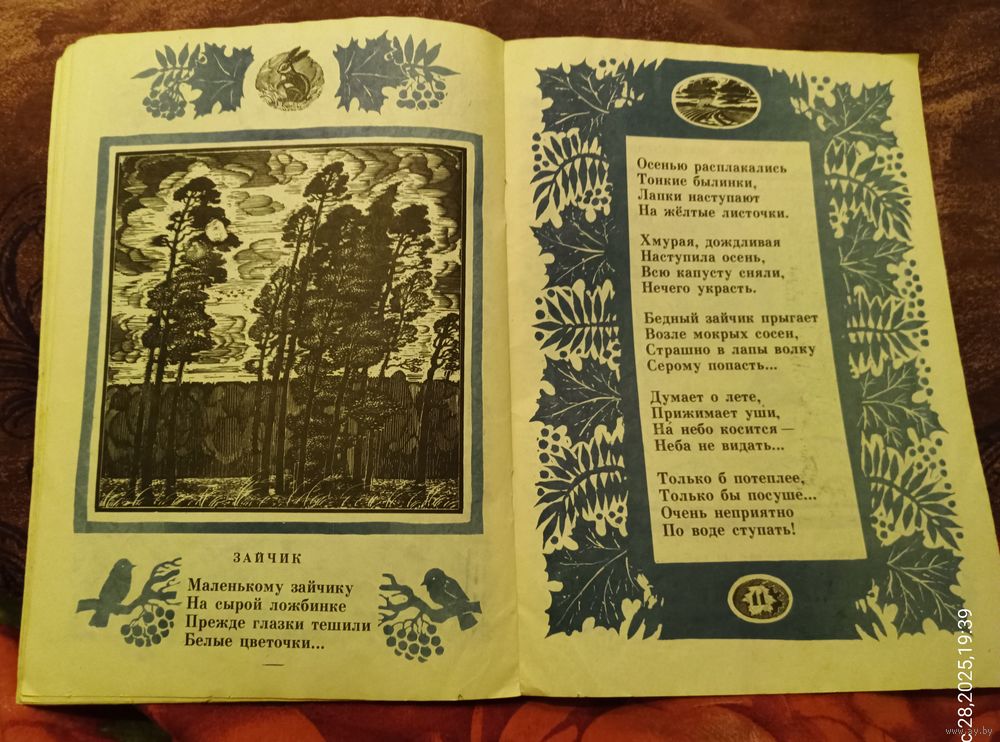 ЗАЙЧИК
Маленькому зайчику
На сырой ложбинке
Прежде глазки тешили
Белые цветочки...
Осенью расплакались
Тонкие былинки,
Лапки наступают
На жёлтые листочки.
Хмурая, дождливая
Наступила осень,
Всю капусту сняли,
Нечего украсть.
Бедный зайчик прыгает
Возле мокрых сосен,
Страшно в лапы волку
Серому попасть...
Думает о лете,
Прижимает уши,
На́ небо косится —
Неба не видать...
Только б потеплее,
Только бы посуше...
Очень неприятно
По воде ступать!
11
c 28,2025,19:39
www.ay.by